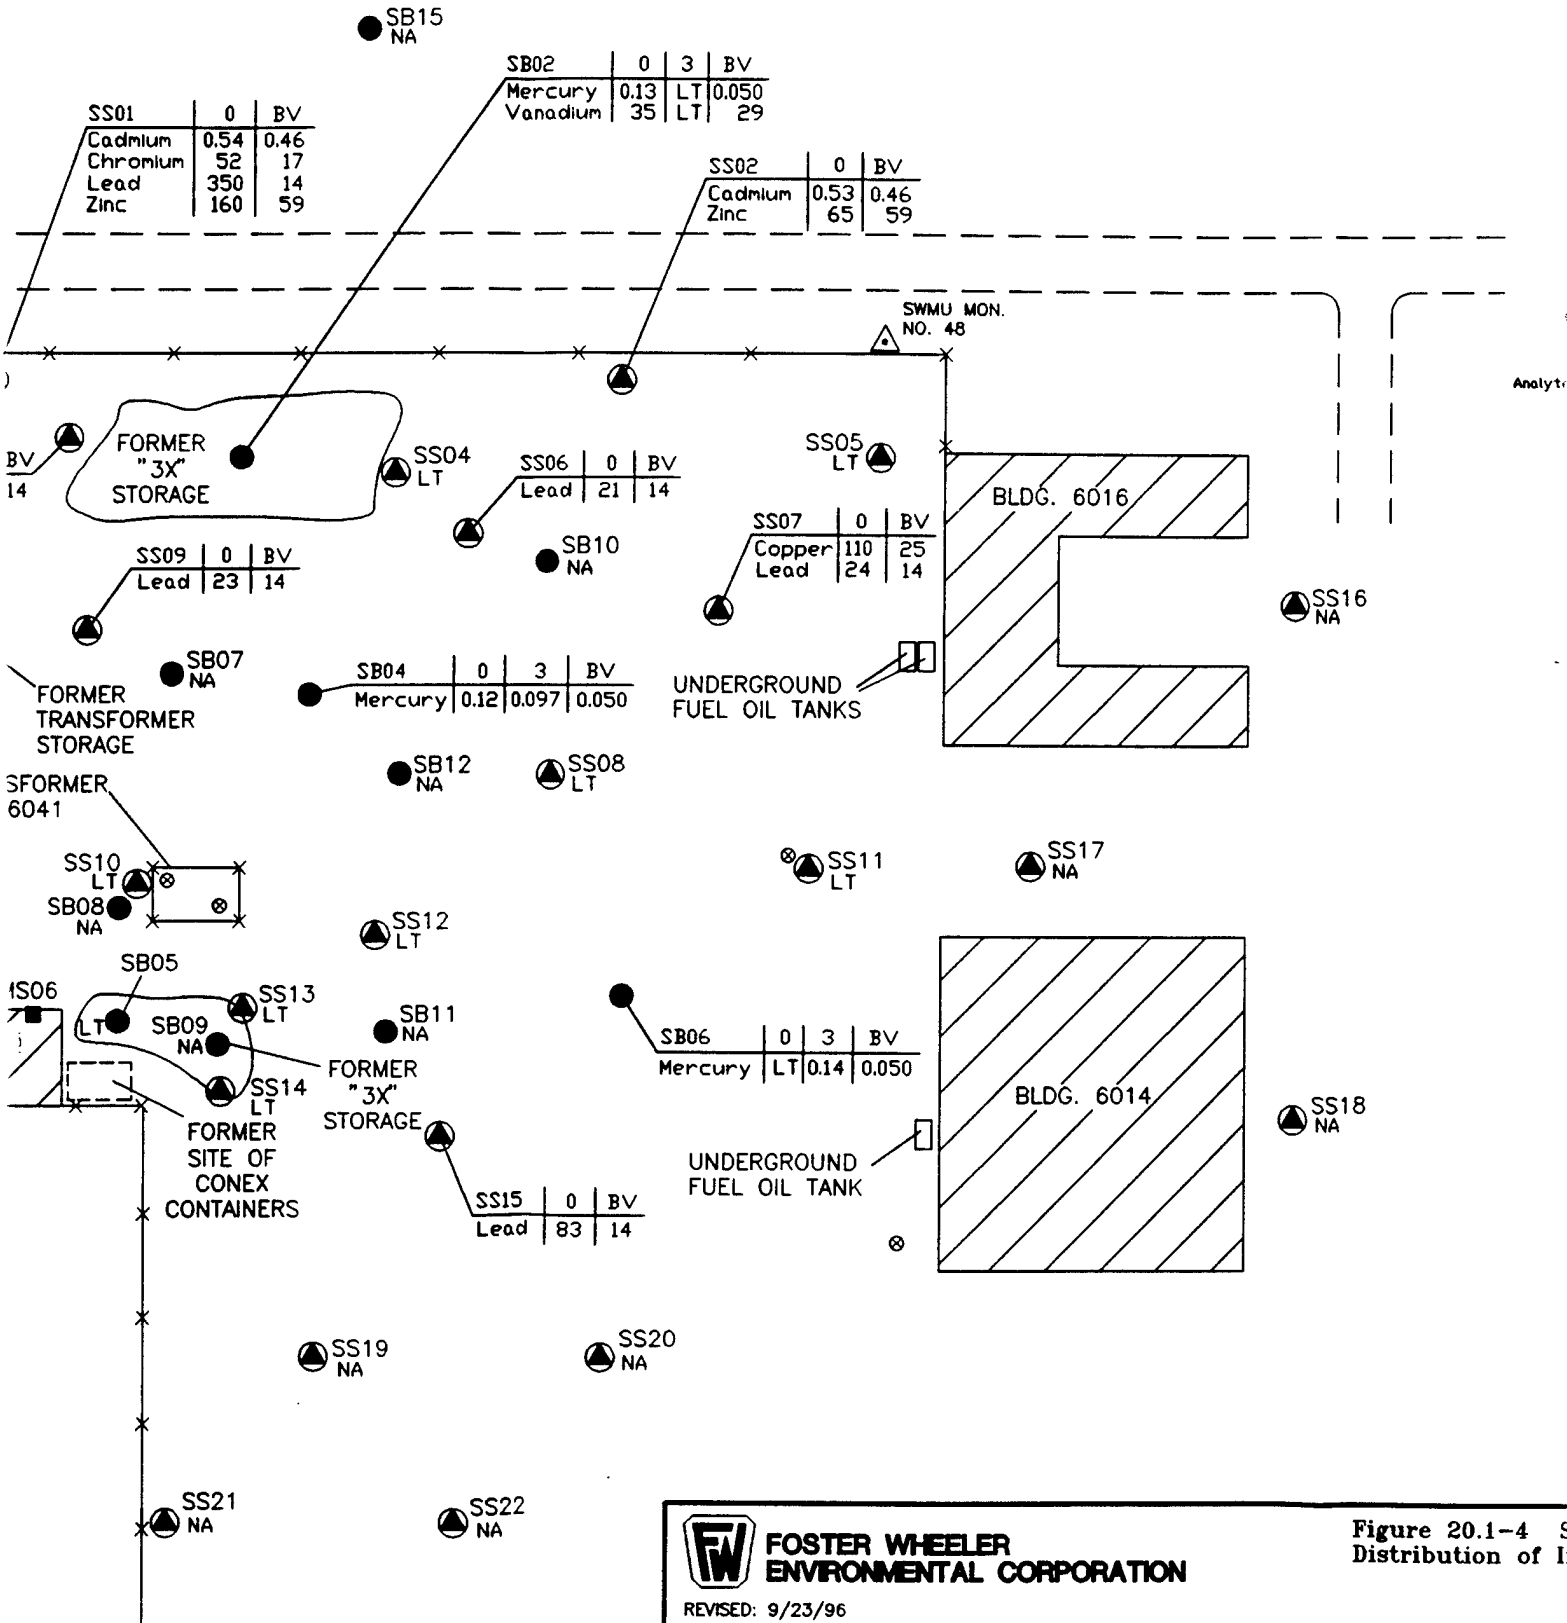 SB15
NA
SB02 0 3 BV
Mercury 0.13 LT 0.050
Vanadium 35 LT 29
SS01 0 BV
Cadmium 0.54 0.46
Chromium 52 17
Lead 350 14
Zinc 160 59
SS02 0 BV
Cadmium 0.53 0.46
Zinc 65 59
SWMU MON.
NO. 48
BV
14
FORMER
"3X"
STORAGE
SS04
LT
SS06 0 BV
Lead 21 14
SS05
LT
BLDG. 6016
SS07 0 BV
Copper 110 25
Lead 24 14
SB10
NA
SS09 0 BV
Lead 23 14
SS16
NA
SB07
NA
SB04 0 3 BV
Mercury 0.12 0.097 0.050
UNDERGROUND
FUEL OIL TANKS
FORMER
TRANSFORMER
STORAGE
SB12
NA
SS08
LT
SFORMER
6041
SS10
LT
SB08
NA
SS11
LT
SS17
NA
SS12
LT
SB05
LT
SS13
LT
SB09
NA
SB11
NA
SS14
LT
FORMER
"3X"
STORAGE
SB06 0 3 BV
Mercury LT 0.14 0.050
BLDG. 6014
SS18
NA
FORMER
SITE OF
CONEX
CONTAINERS
UNDERGROUND
FUEL OIL TANK
SS15 0 BV
Lead 83 14
SS19
NA
SS20
NA
SS21
NA
SS22
NA
FW
FOSTER WHEELER
ENVIRONMENTAL CORPORATION
REVISED: 9/23/96
Figure 20.1-4 S
Distribution of